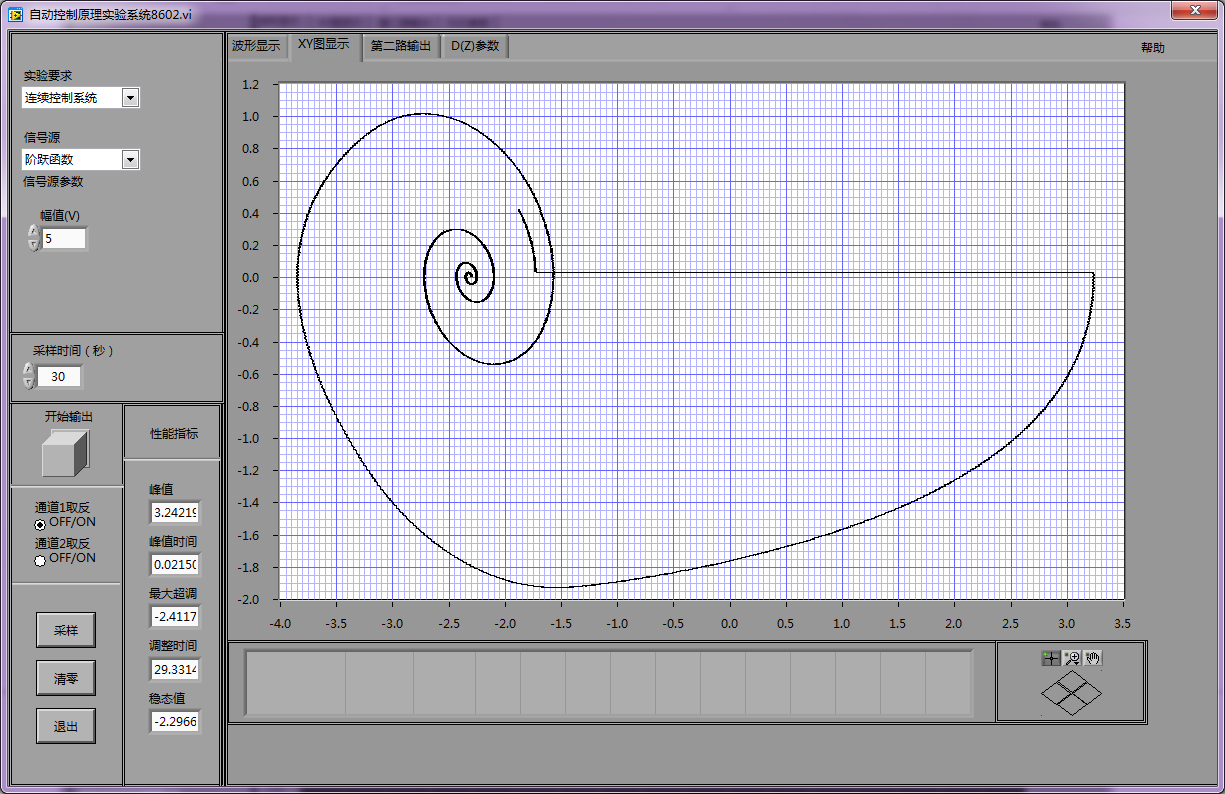 自动控制原理实验系统8602.vi
波形显示 XY图显示 第二路输出 D(Z)参数 帮助
实验要求
连续控制系统
信号源
阶跃函数
信号源参数
幅值(V)
5
采样时间（秒）
30
开始输出
通道1取反
OFF/ON
通道2取反
OFF/ON
采样
清零
退出
性能指标
峰值
3.24219
峰值时间
0.02150
最大超调
-2.4117
调整时间
29.3314
稳态值
-2.2966
1.2
1.0
0.8
0.6
0.4
0.2
0.0
-0.2
-0.4
-0.6
-0.8
-1.0
-1.2
-1.4
-1.6
-1.8
-2.0
-4.0 -3.5 -3.0 -2.5 -2.0 -1.5 -1.0 -0.5 0.0 0.5 1.0 1.5 2.0 2.5 3.0 3.5